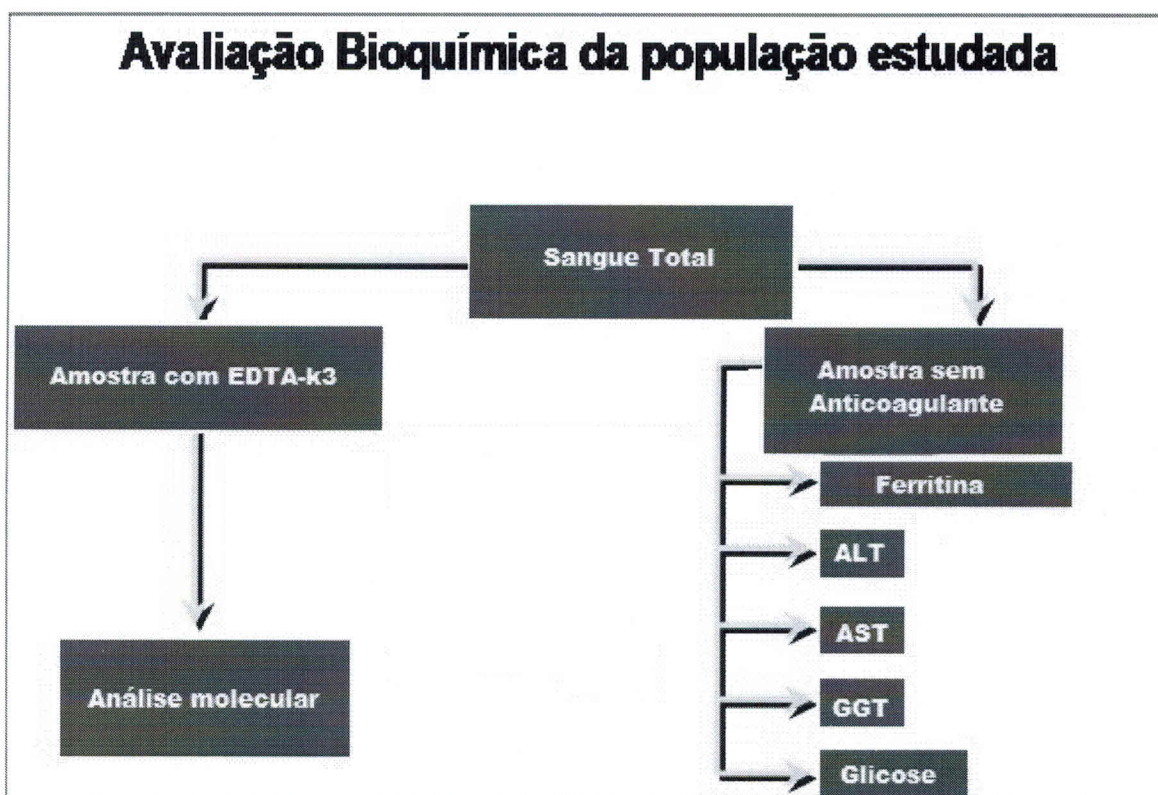 Avaliação Bioquímica da população estudada
Sangue Total
Amostra com EDTA-k3
Amostra sem
Anticoagulante
Ferritina
ALT
AST
Análise molecular
GGT
Glicose